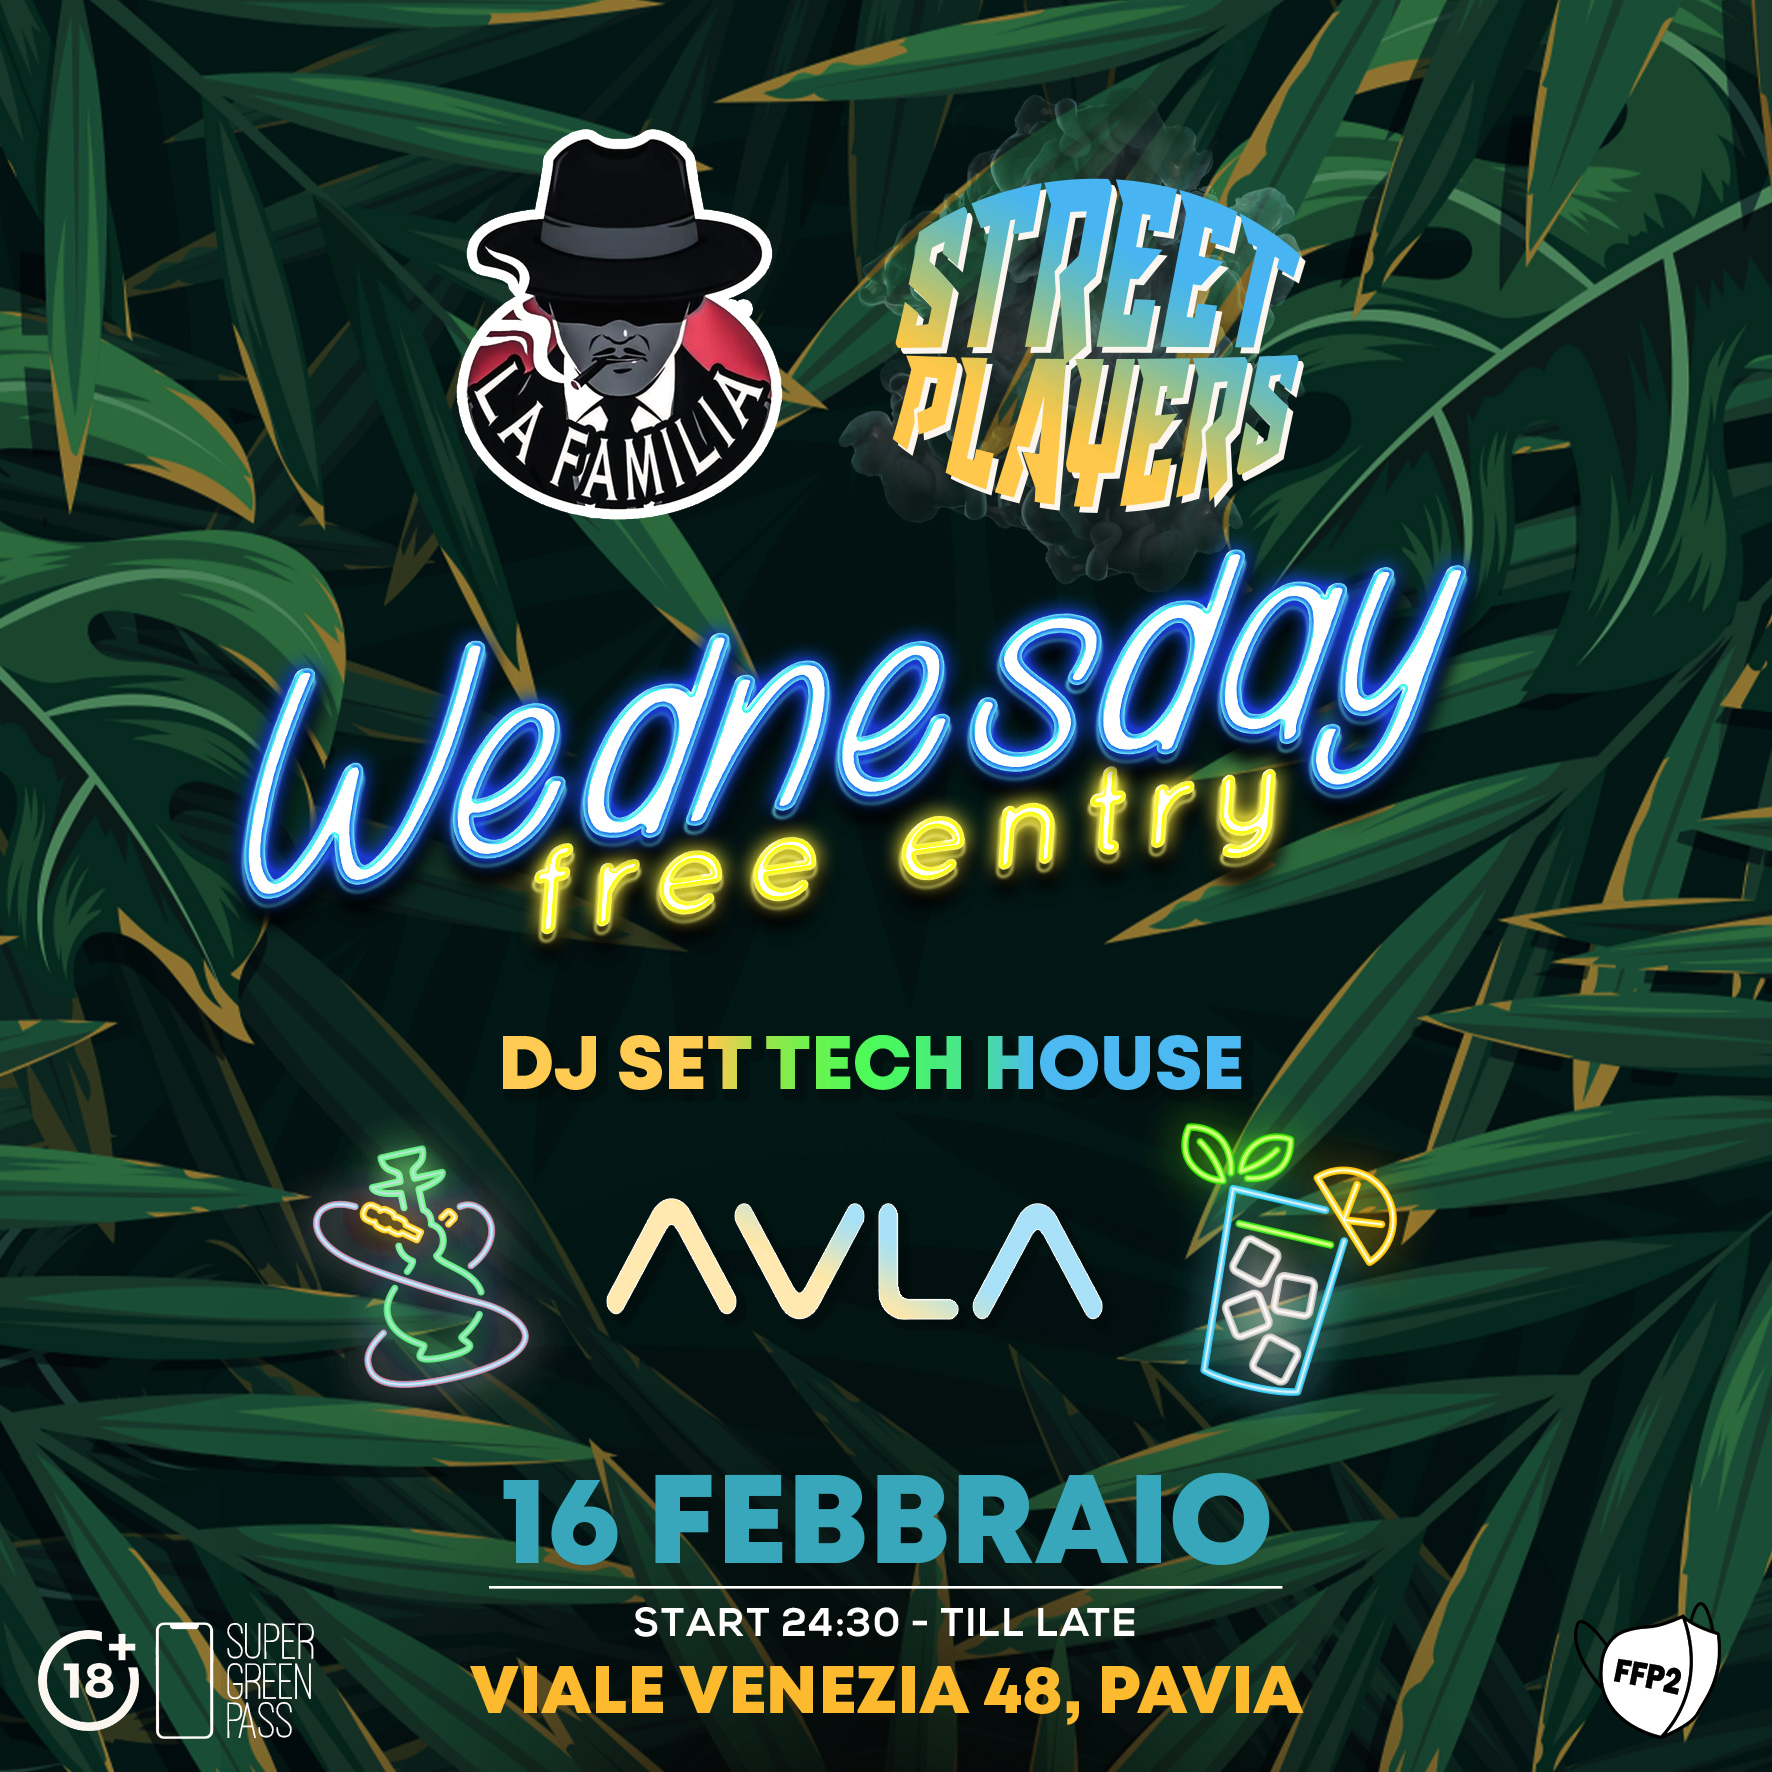 LA FAMILIA
STREET
PLAYERS
Wednesday
free entry
DJ SET TECH HOUSE
AVLA
16 FEBBRAIO
START 24:30 - TILL LATE
VIALE VENEZIA 48, PAVIA
18+
SUPER
GREEN
PASS
FFP2